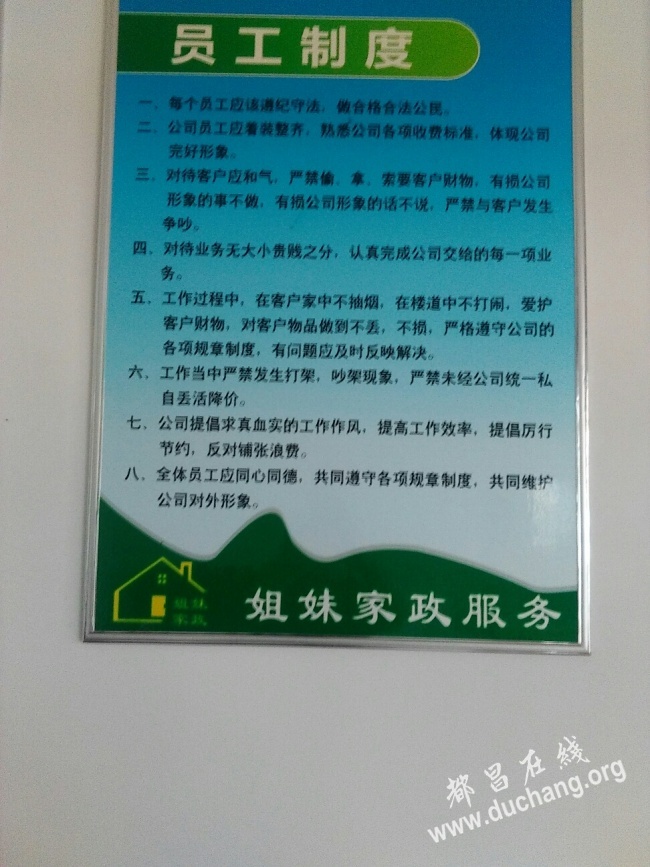 员工制度
一、每个员工应该遵纪守法，做合格合法公民。
二、公司员工应着装整齐，熟悉公司各项收费标准，体现公司
完好形象。
三、对待客户应和气，严禁偷、拿、索要客户财物，有损公司
形象的事不做，有损公司形象的话不说，严禁与客户发生
争吵。
四、对待业务无大小贵贱之分，认真完成公司交给的每一项业
务。
五、工作过程中，在客户家中不抽烟，在楼道中不打闹，爱护
客户财物，对客户物品做到不丢，不损，严格遵守公司的
各项规章制度，有问题应及时反映解决。
六、工作当中严禁发生打架，吵架现象，严禁未经公司统一私
自丢活降价。
七、公司提倡求真血实的工作作风，提高工作效率，提倡厉行
节约，反对铺张浪费。
八、全体员工应同心同德，共同遵守各项规章制度，共同维护
公司对外形象。
姐妹
家政
姐妹家政服务
都昌在线
www.duchang.org